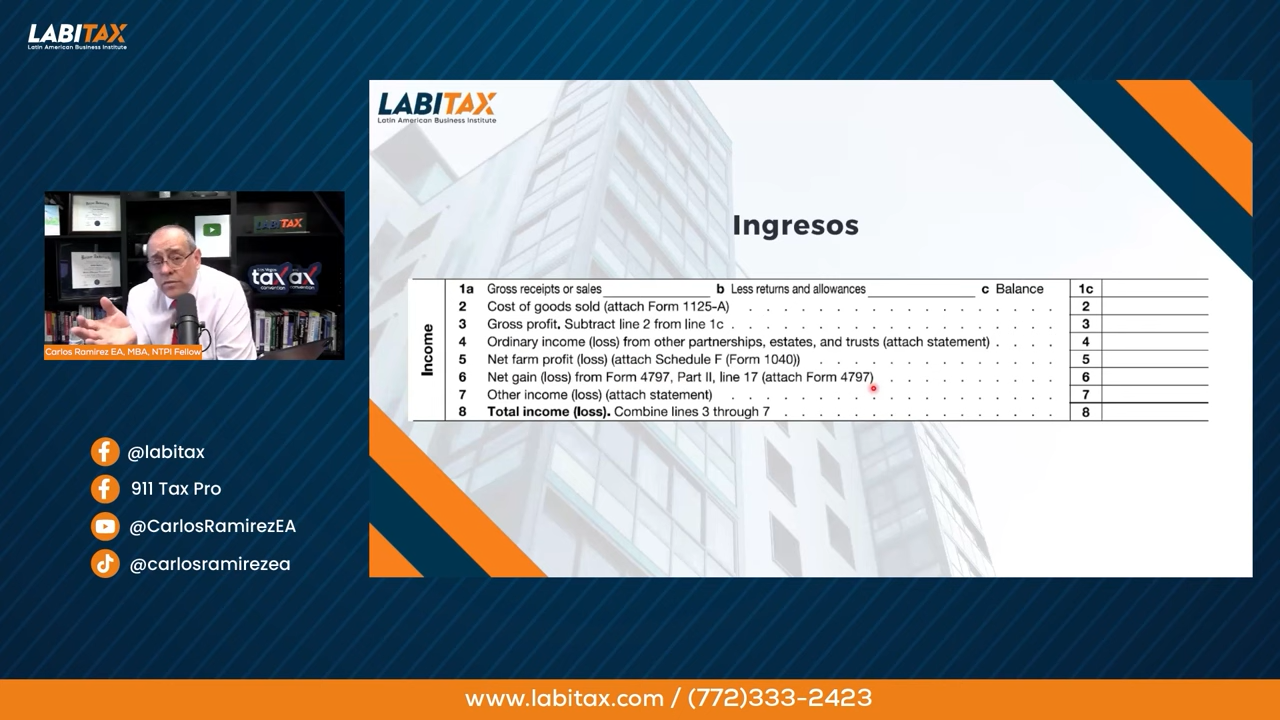 LABITAX
Latin American Business Institute
LABITAX
Latin American Business Institute
Ingresos
Income
1a Gross receipts or sales b Less returns and allowances c Balance 1c
2 Cost of goods sold (attach Form 1125-A) . . . . . . . . . . . . . . . . . . 2
3 Gross profit. Subtract line 2 from line 1c . . . . . . . . . . . . . . . . . . . 3
4 Ordinary income (loss) from other partnerships, estates, and trusts (attach statement) . . . . 4
5 Net farm profit (loss) (attach Schedule F (Form 1040)) . . . . . . . . . . . . . . 5
6 Net gain (loss) from Form 4797, Part II, line 17 (attach Form 4797) . . . . . . . . . . 6
7 Other income (loss) (attach statement) . . . . . . . . . . . . . . . . . . . 7
8 Total income (loss). Combine lines 3 through 7 . . . . . . . . . . . . . . . . 8
LABITAX
tax
convention
tax
convention
Carlos Ramirez EA, MBA, NTPI Fellow
@labitax
911 Tax Pro
@CarlosRamirezEA
@carlosramirezea
www.labitax.com / (772)333-2423